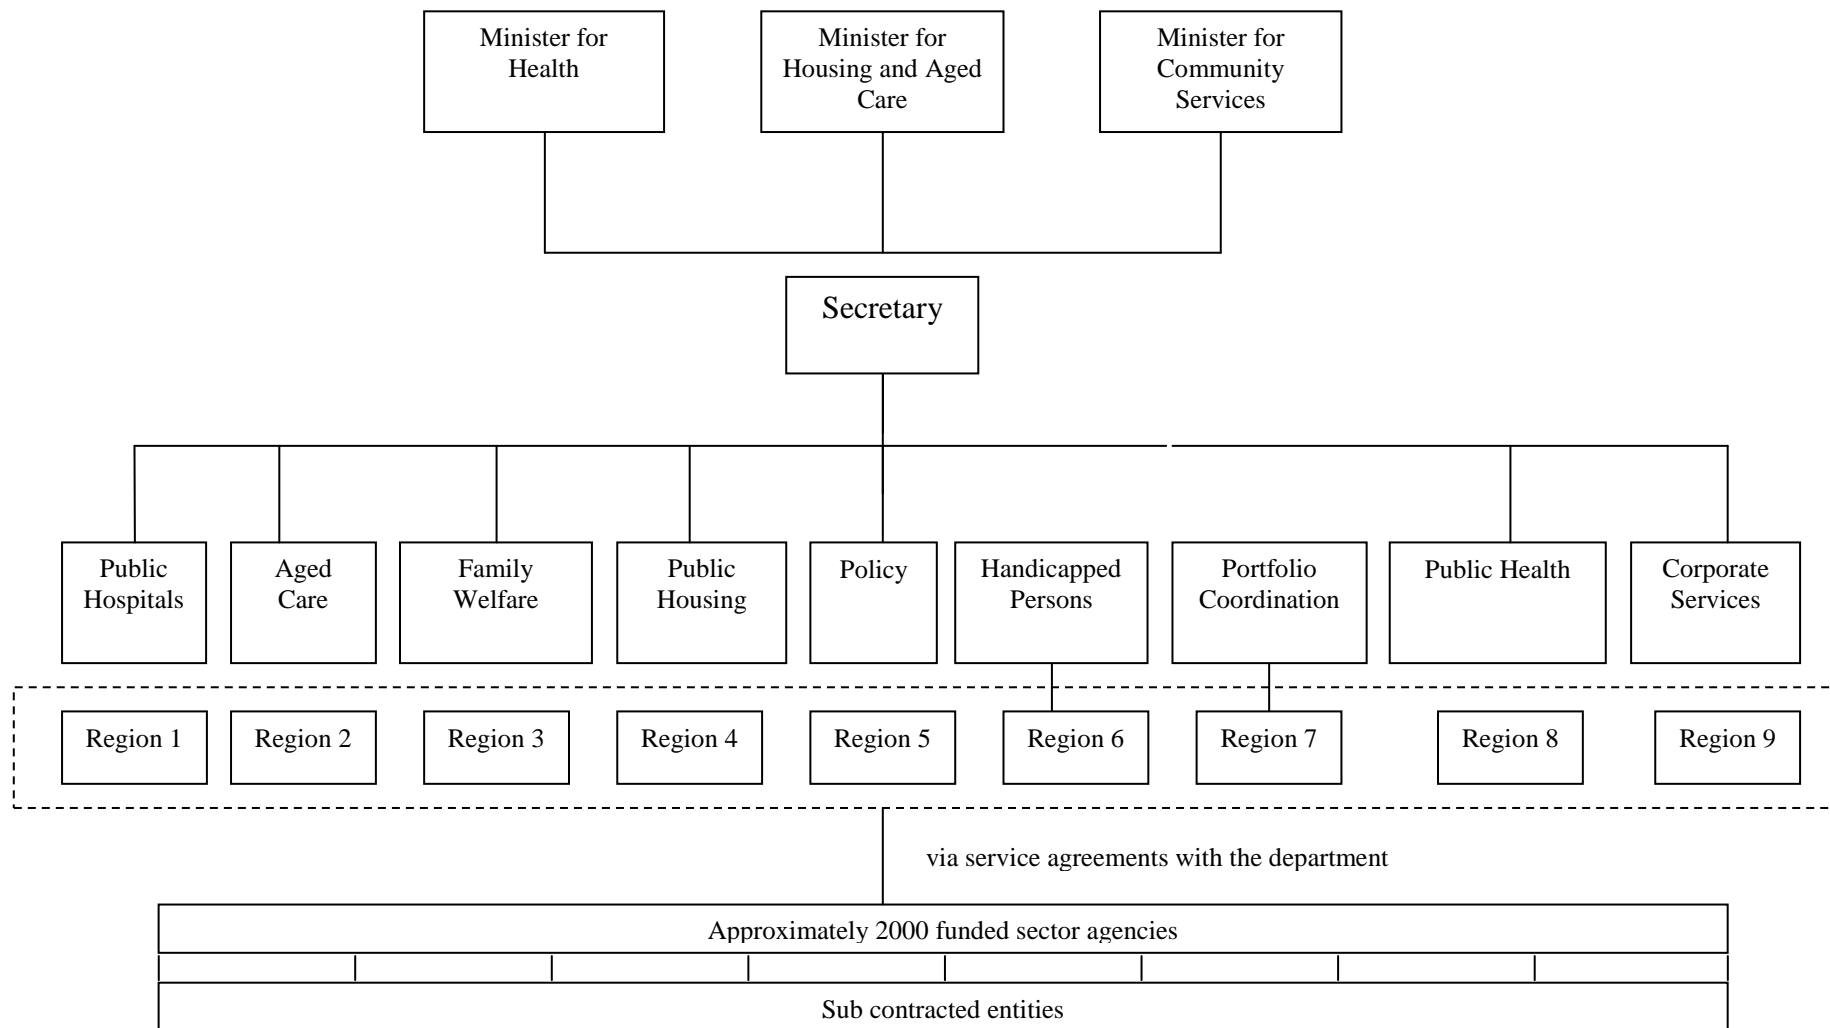 Minister for
Health
Minister for
Housing and Aged
Care
Minister for
Community
Services
Secretary
Public
Hospitals
Aged
Care
Family
Welfare
Public
Housing
Policy
Handicapped
Persons
Portfolio
Coordination
Public Health
Corporate
Services
Region 1
Region 2
Region 3
Region 4
Region 5
Region 6
Region 7
Region 8
Region 9
via service agreements with the department
Approximately 2000 funded sector agencies
Sub contracted entities